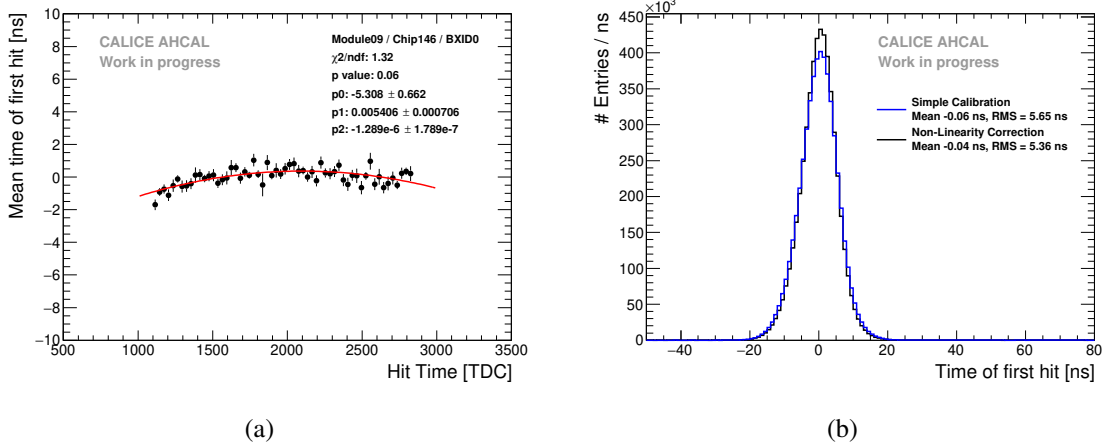 CALICE AHCAL
Work in progress
Module09 / Chip146 / BXID0
χ2/ndf: 1.32
p value: 0.06
p0: -5.308 ± 0.662
p1: 0.005406 ± 0.000706
p2: -1.289e-6 ± 1.789e-7
Mean time of first hit [ns]
10
8
6
4
2
0
−2
−4
−6
−8
−10
500 1000 1500 2000 2500 3000 3500
Hit Time [TDC]
(a)
×10³
CALICE AHCAL
Work in progress
Simple Calibration
Mean -0.06 ns, RMS = 5.65 ns
Non-Linearity Correction
Mean -0.04 ns, RMS = 5.36 ns
# Entries / ns
450
400
350
300
250
200
150
100
50
0
−40 −20 0 20 40 60 80
Time of first hit [ns]
(b)